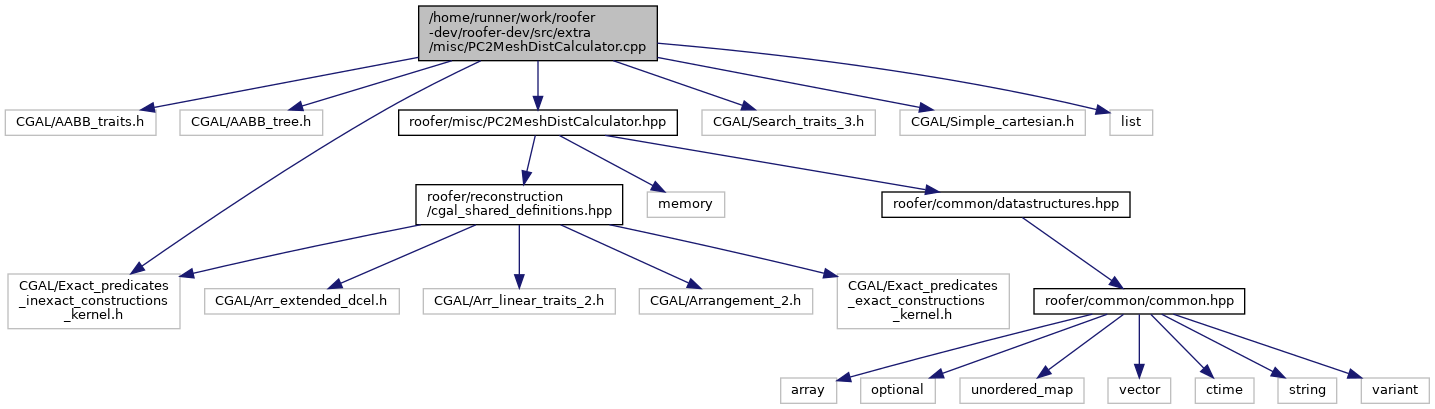 /home/runner/work/roofer
-dev/roofer-dev/src/extra
/misc/PC2MeshDistCalculator.cpp
CGAL/AABB_traits.h
CGAL/AABB_tree.h
roofer/misc/PC2MeshDistCalculator.hpp
CGAL/Search_traits_3.h
CGAL/Simple_cartesian.h
list
roofer/reconstruction
/cgal_shared_definitions.hpp
memory
roofer/common/datastructures.hpp
CGAL/Exact_predicates
_inexact_constructions
_kernel.h
CGAL/Arr_extended_dcel.h
CGAL/Arr_linear_traits_2.h
CGAL/Arrangement_2.h
CGAL/Exact_predicates
_exact_constructions
_kernel.h
roofer/common/common.hpp
array
optional
unordered_map
vector
ctime
string
variant